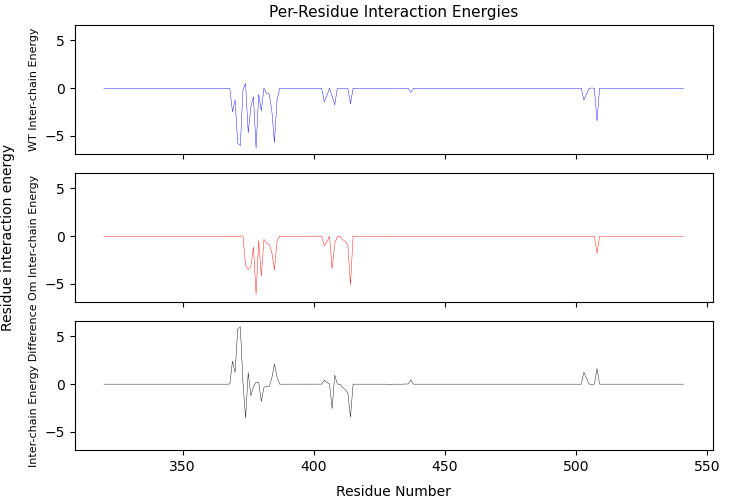 Per-Residue Interaction Energies
Residue interaction energy
WT Inter-chain Energy
5
0
−5
Om Inter-chain Energy
5
0
−5
Inter-chain Energy Difference
5
0
−5
350 400 450 500 550
Residue Number